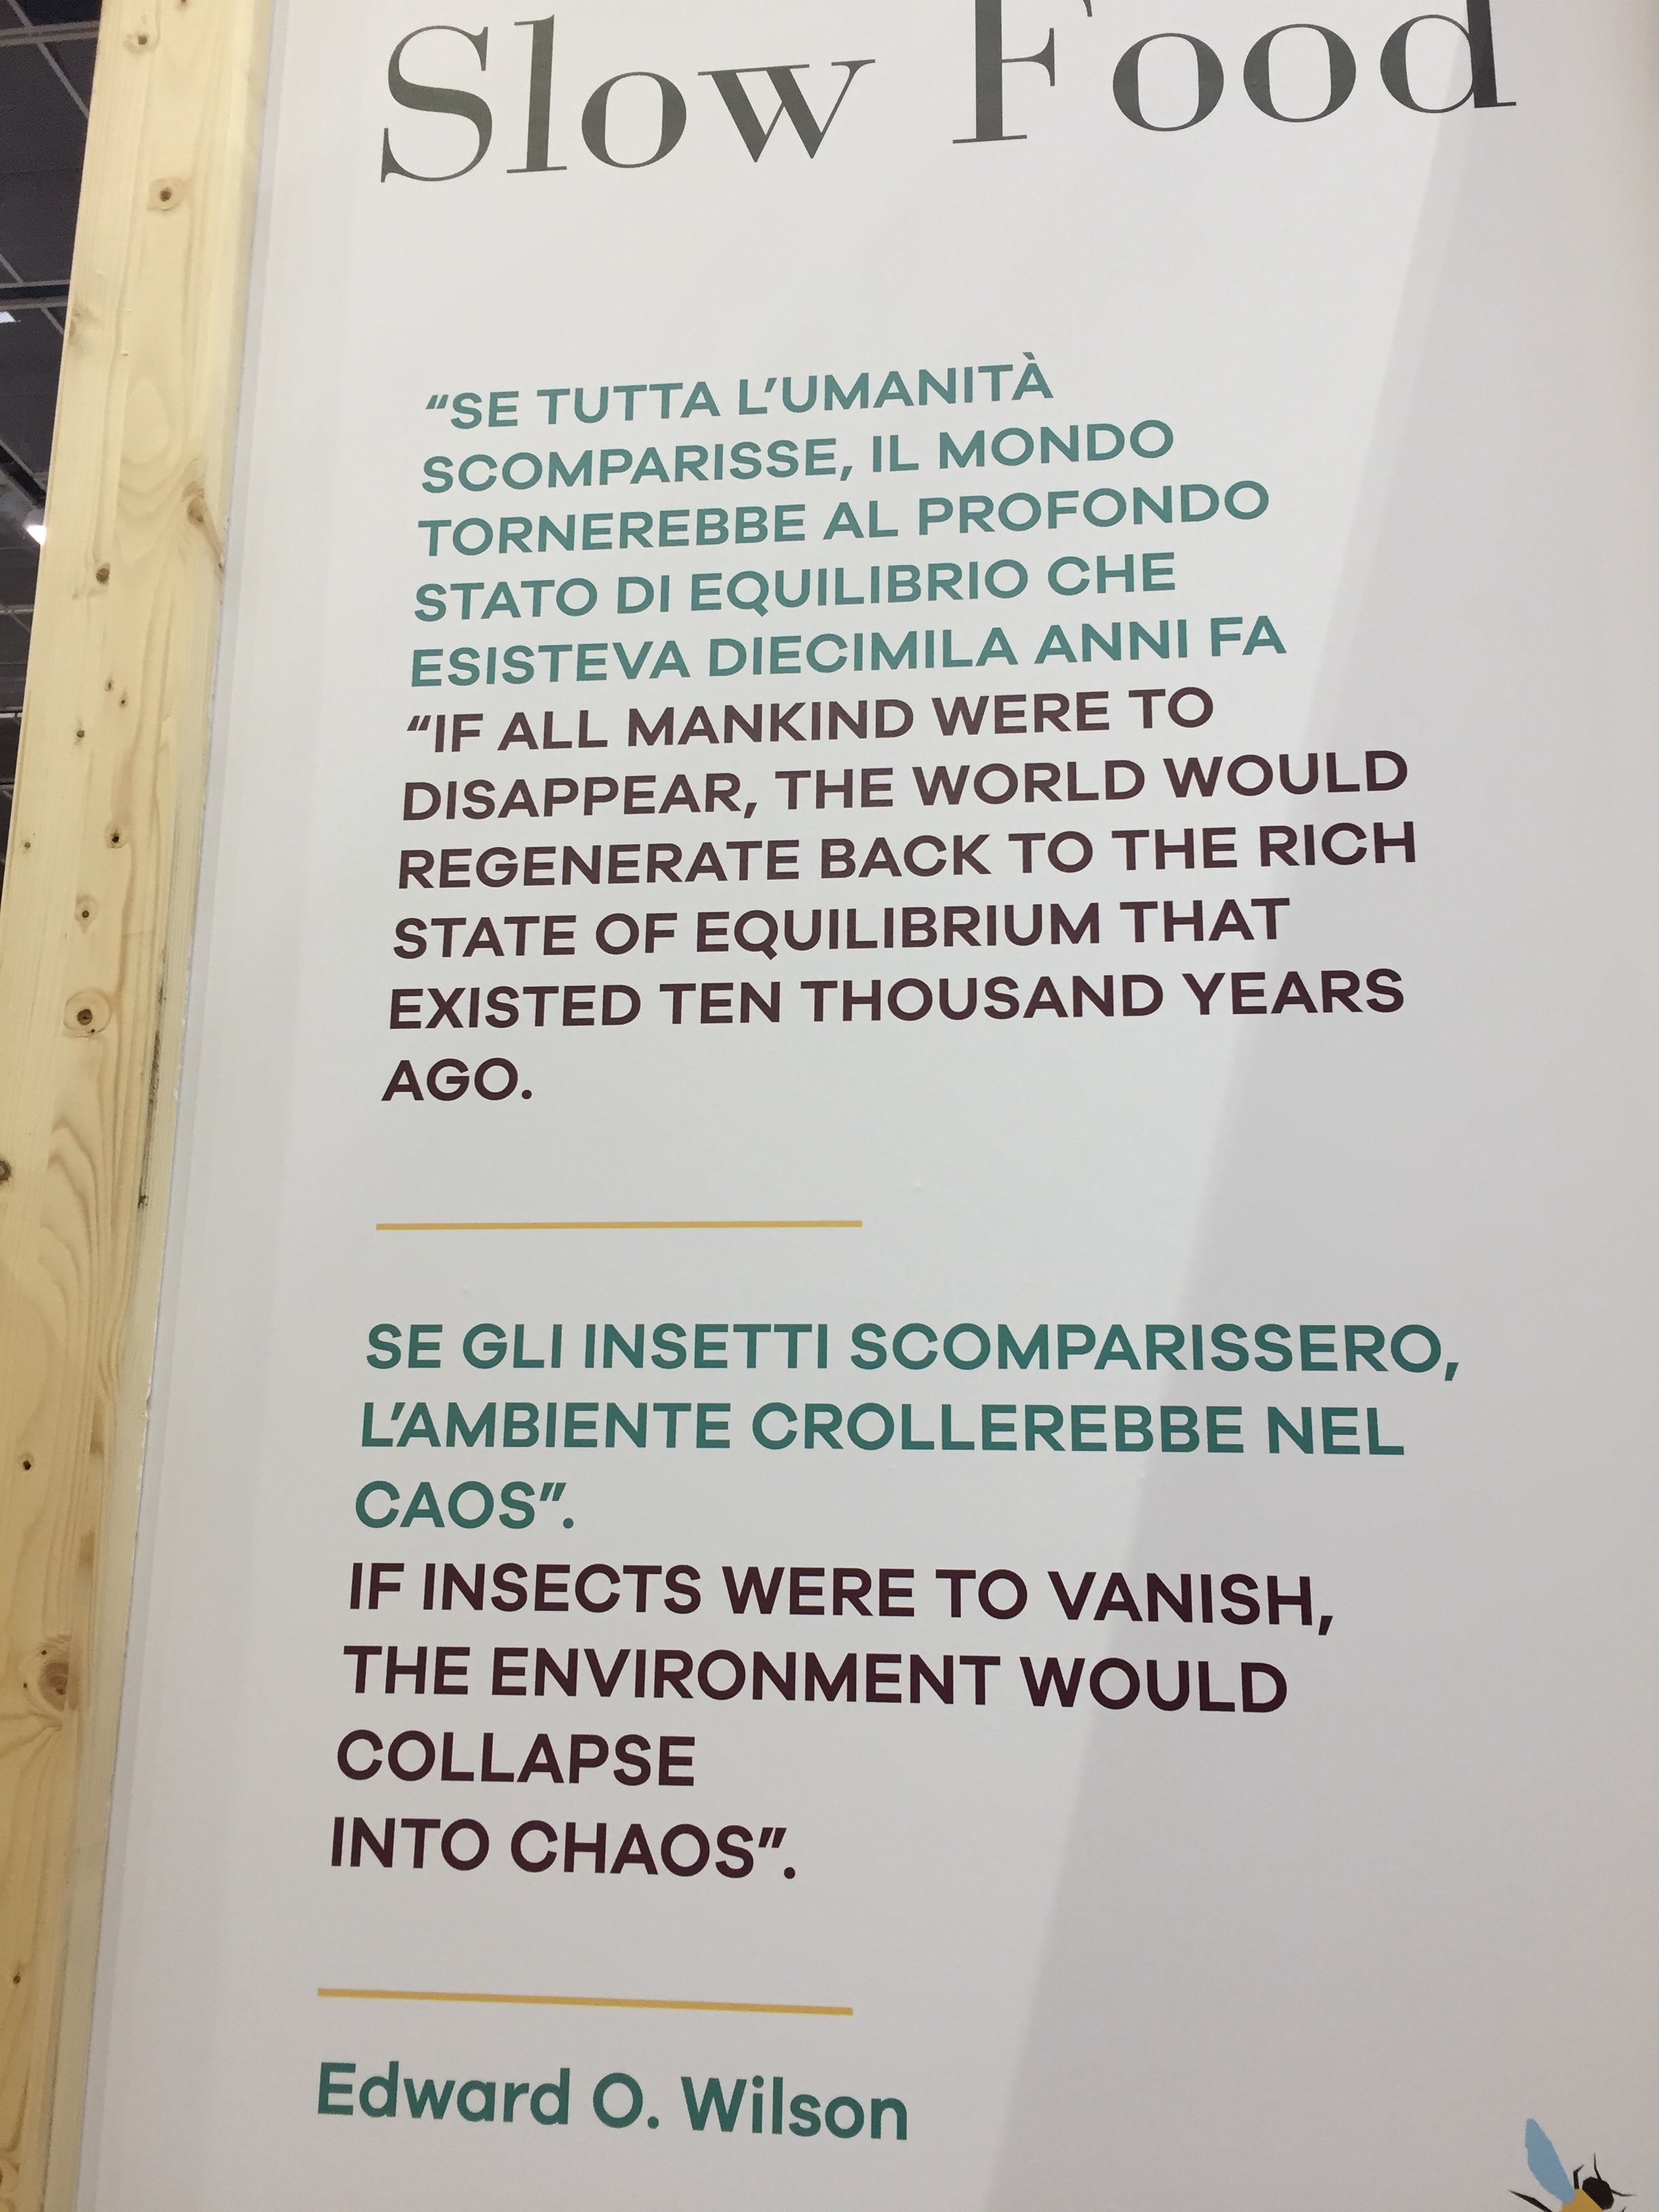 Slow Food
“SE TUTTA L’UMANITÀ
SCOMPARISSE, IL MONDO
TORNEREBBE AL PROFONDO
STATO DI EQUILIBRIO CHE
ESISTEVA DIECIMILA ANNI FA
“IF ALL MANKIND WERE TO
DISAPPEAR, THE WORLD WOULD
REGENERATE BACK TO THE RICH
STATE OF EQUILIBRIUM THAT
EXISTED TEN THOUSAND YEARS
AGO.
SE GLI INSETTI SCOMPARISSERO,
L’AMBIENTE CROLLEREBBE NEL
CAOS”.
IF INSECTS WERE TO VANISH,
THE ENVIRONMENT WOULD
COLLAPSE
INTO CHAOS”.
Edward O. Wilson